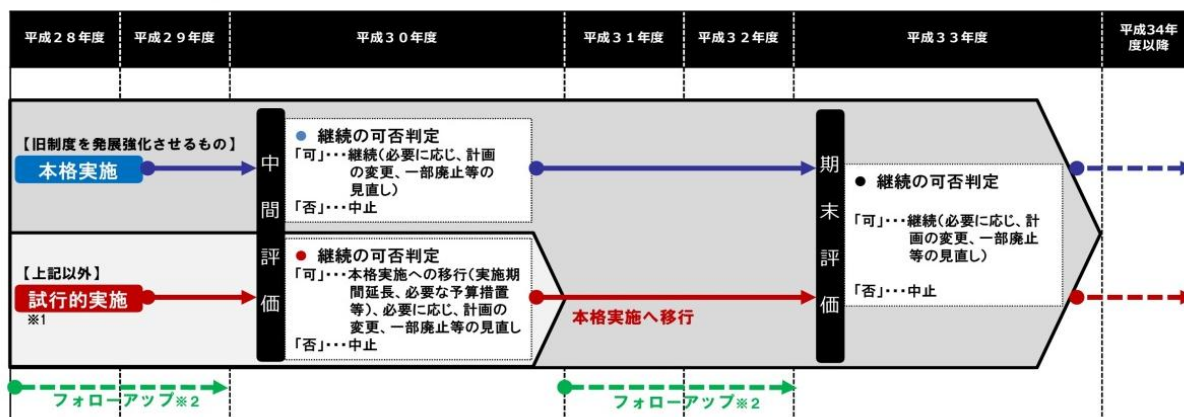 平成28年度
平成29年度
平成30年度
平成31年度
平成32年度
平成33年度
平成34年
度以降
【旧制度を発展強化させるもの】
本格実施
中間評価
● 継続の可否判定
「可」･･･継続(必要に応じ、計画
の変更、一部廃止等の
見直し)
「否」･･･中止
期末評価
● 継続の可否判定
「可」･･･継続(必要に応じ、計
画の変更、一部廃止
等の見直し)
「否」･･･中止
【上記以外】
試行的実施
※1
● 継続の可否判定
「可」･･･本格実施への移行(実施期
間延長、必要な予算措置
等)、必要に応じ、計画の
変更、一部廃止等の見直し
「否」･･･中止
本格実施へ移行
フォローアップ※2
フォローアップ※2